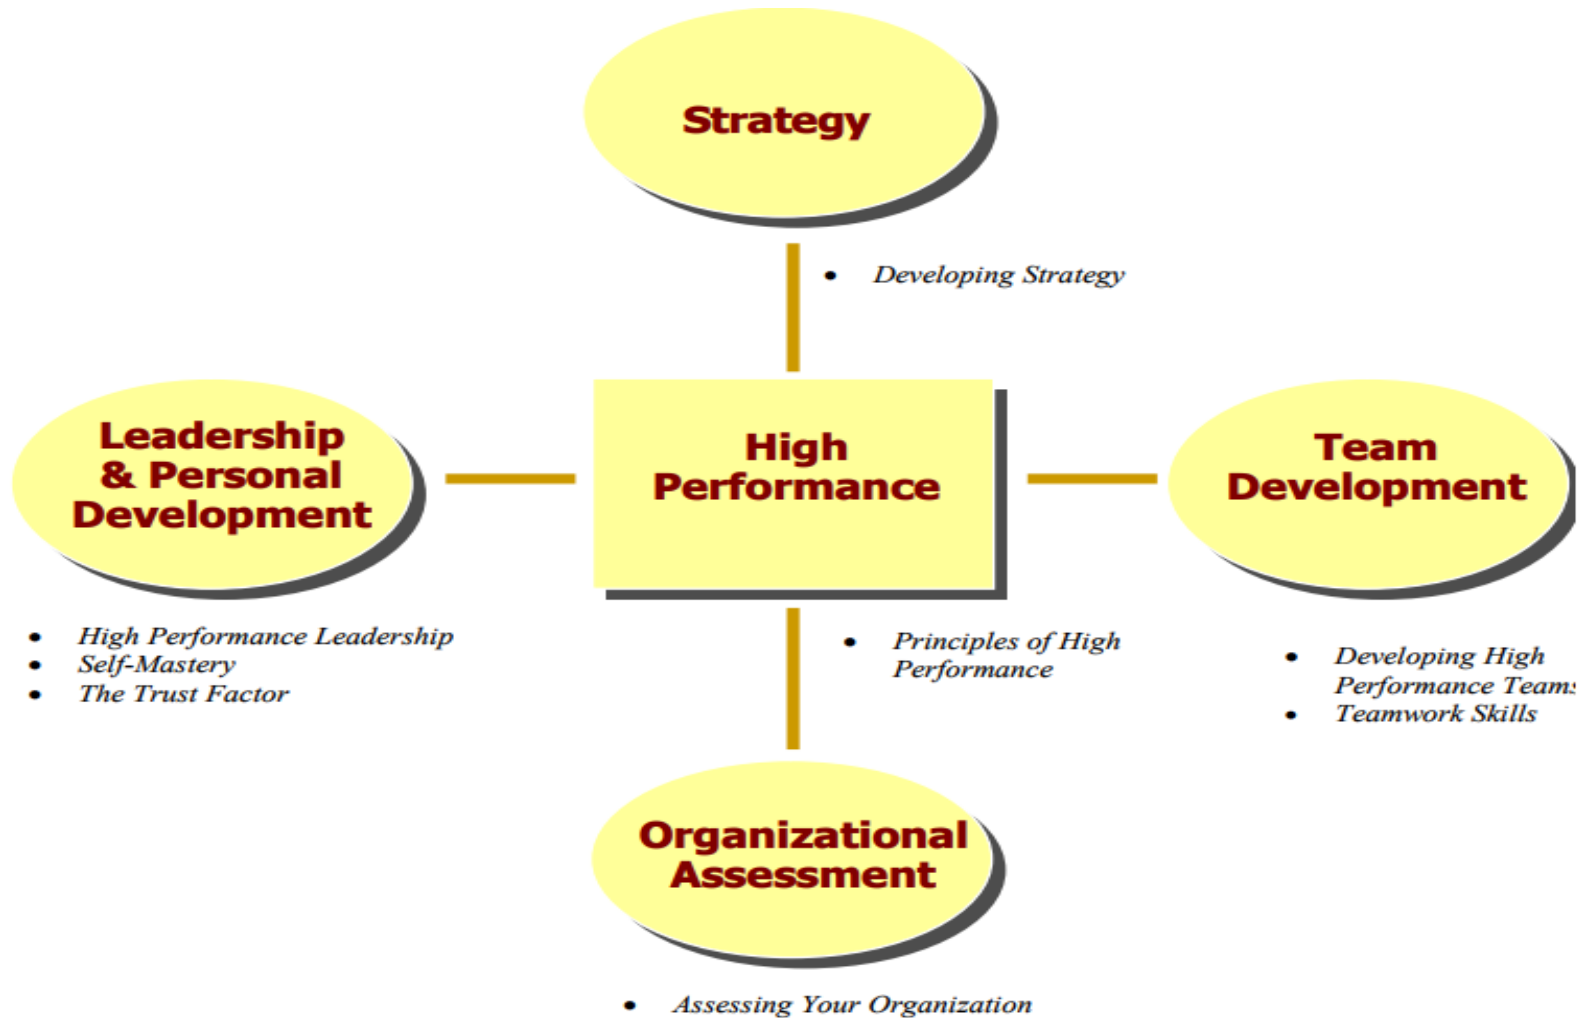 Strategy
• Developing Strategy
Leadership
& Personal
Development
High
Performance
Team
Development
• High Performance Leadership
• Self-Mastery
• The Trust Factor
• Principles of High
Performance
• Developing High
Performance Teams
• Teamwork Skills
Organizational
Assessment
• Assessing Your Organization